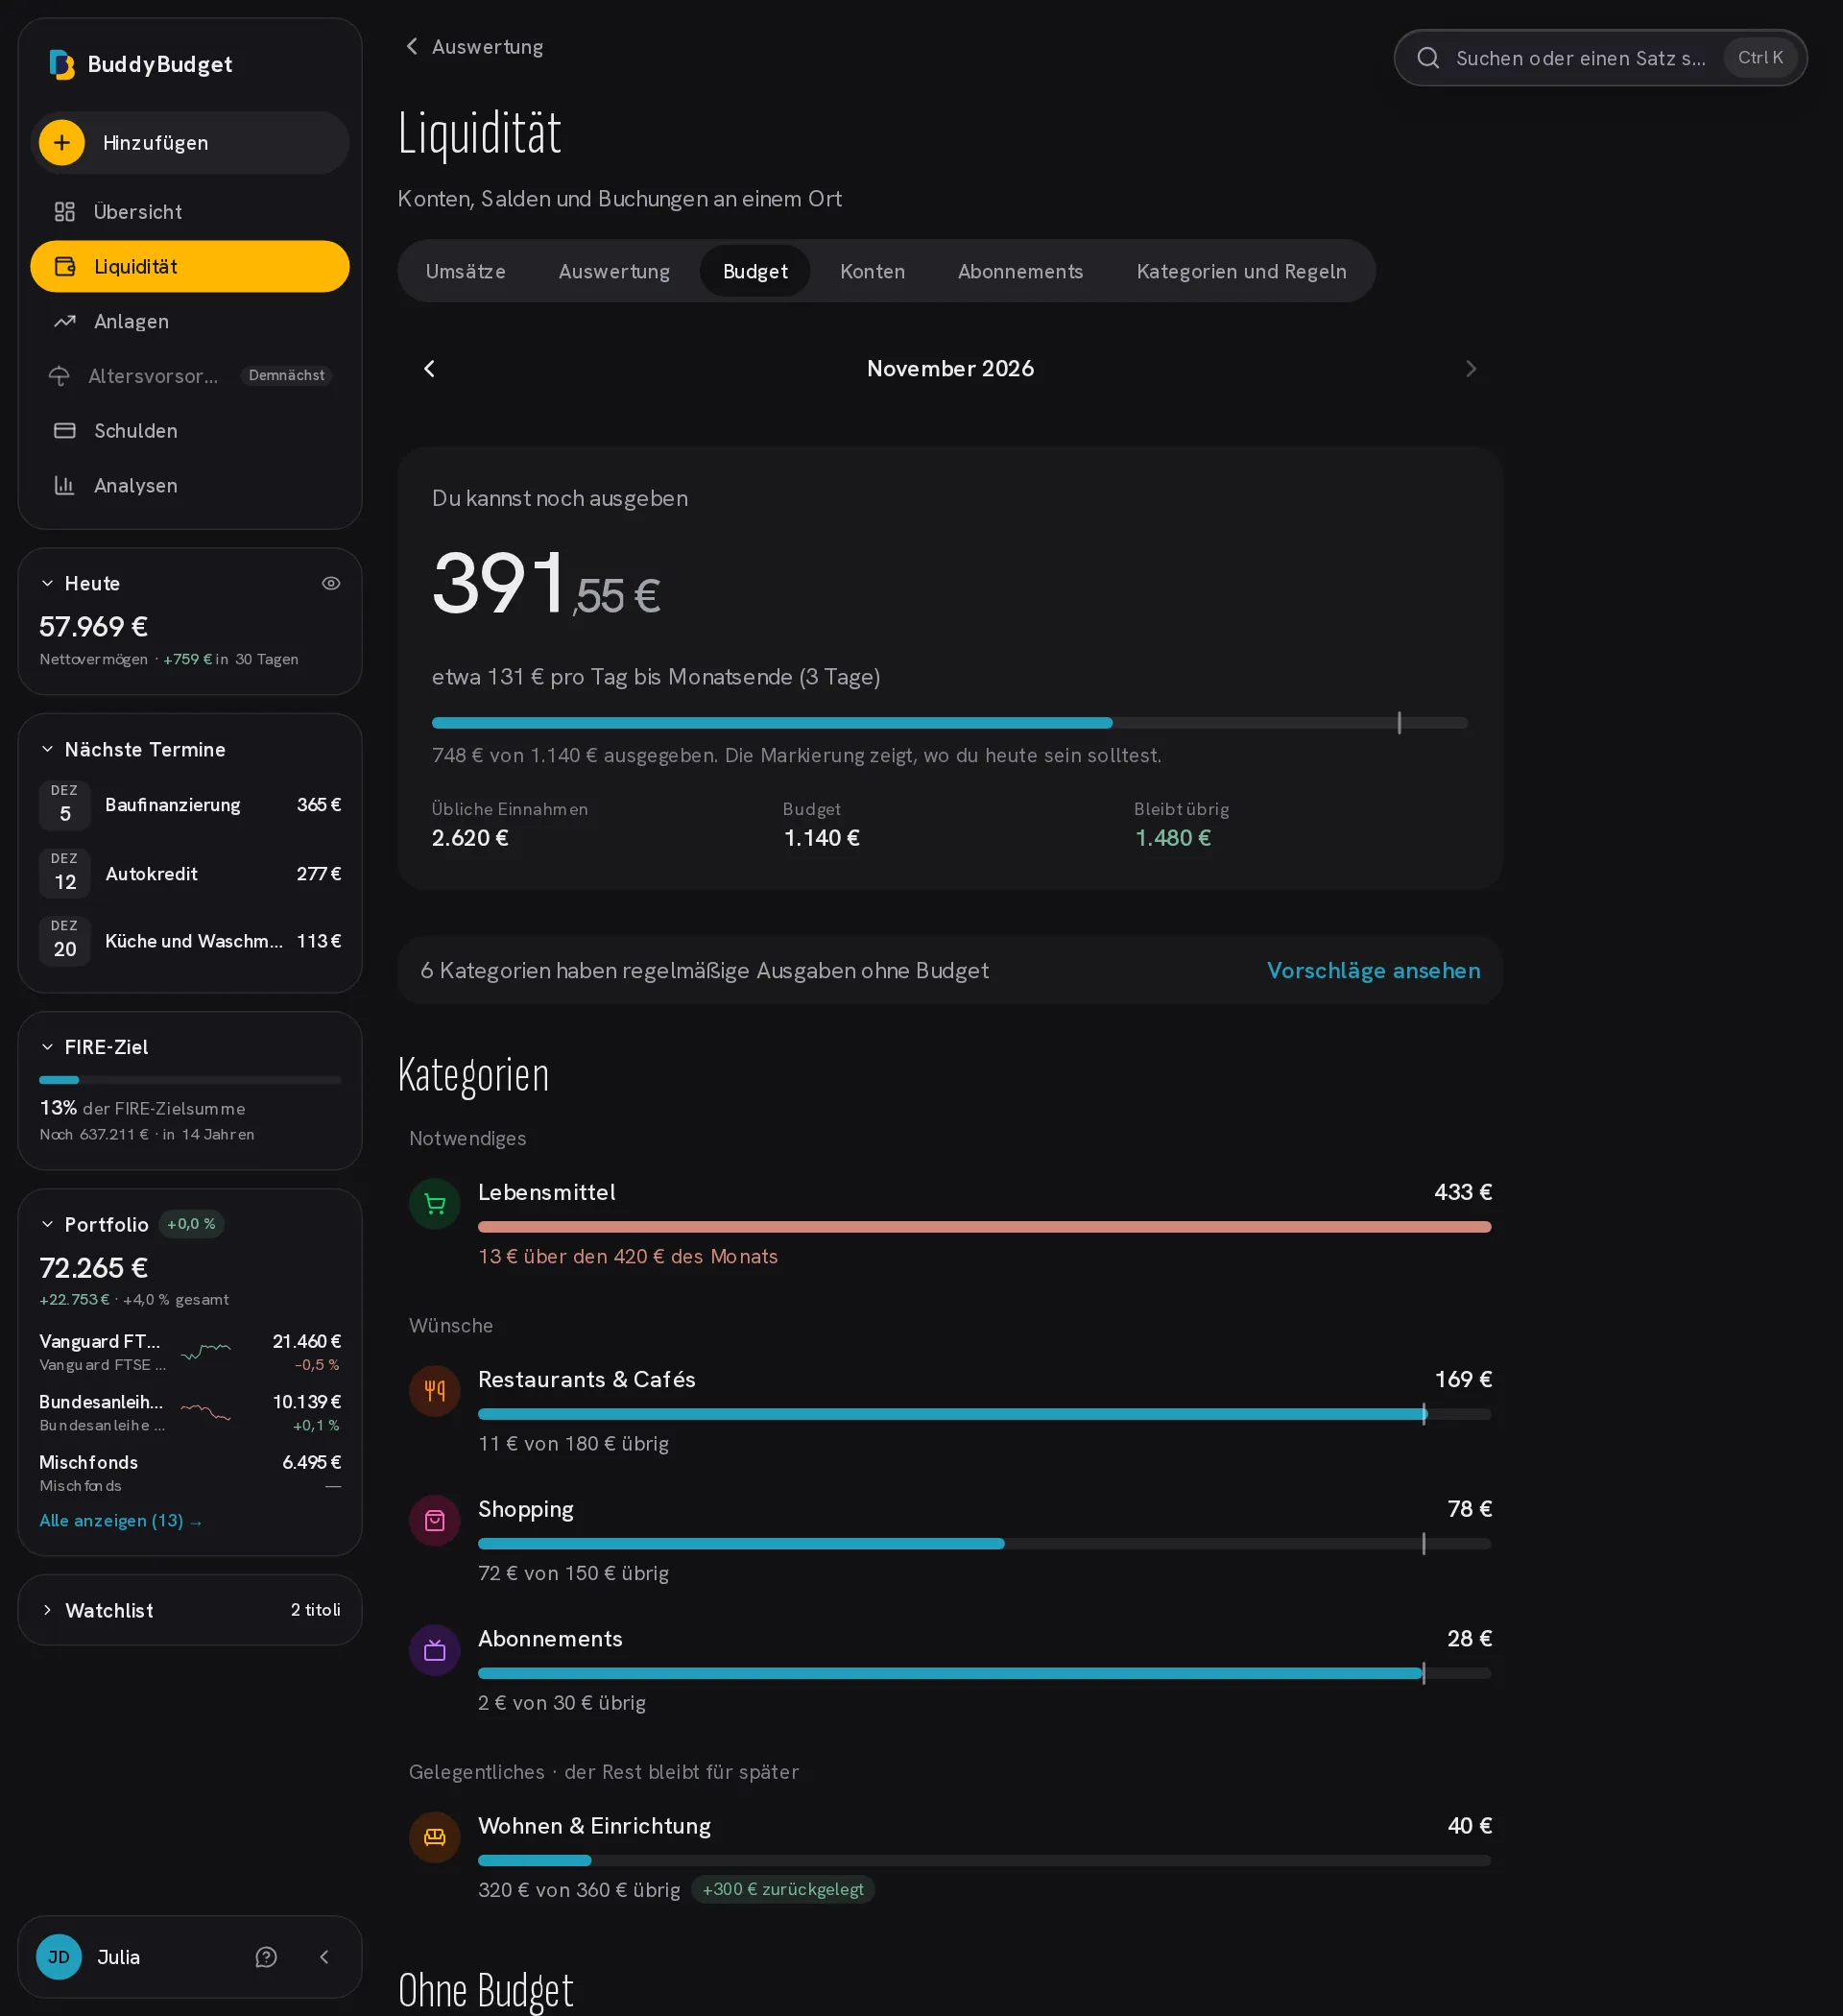 BuddyBudget
Hinzufügen
Übersicht
Liquidität
Anlagen
Altersvorsor... Demnächst
Schulden
Analysen
Heute
57.969 €
Nettovermögen · +759 € in 30 Tagen
Nächste Termine
DEZ
5
Baufinanzierung 365 €
DEZ
12
Autokredit 277 €
DEZ
20
Küche und Waschm... 113 €
FIRE-Ziel
13% der FIRE-Zielsumme
Noch 637.211 € · in 14 Jahren
Portfolio +0,0 %
72.265 €
+22.753 € · +4,0 % gesamt
Vanguard FT... 21.460 €
Vanguard FTSE ... −0,5 %
Bundesanleih... 10.139 €
Bundesanleihe ... +0,1 %
Mischfonds 6.495 €
Mischfonds —
Alle anzeigen (13) →
Watchlist 2 titoli
JD Julia
Auswertung
Suchen oder einen Satz s... Ctrl K
Liquidität
Konten, Salden und Buchungen an einem Ort
Umsätze Auswertung Budget Konten Abonnements Kategorien und Regeln
November 2026
Du kannst noch ausgeben
391,55 €
etwa 131 € pro Tag bis Monatsende (3 Tage)
748 € von 1.140 € ausgegeben. Die Markierung zeigt, wo du heute sein solltest.
Übliche Einnahmen Budget Bleibt übrig
2.620 € 1.140 € 1.480 €
6 Kategorien haben regelmäßige Ausgaben ohne Budget Vorschläge ansehen
Kategorien
Notwendiges
Lebensmittel 433 €
13 € über den 420 € des Monats
Wünsche
Restaurants & Cafés 169 €
11 € von 180 € übrig
Shopping 78 €
72 € von 150 € übrig
Abonnements 28 €
2 € von 30 € übrig
Gelegentliches · der Rest bleibt für später
Wohnen & Einrichtung 40 €
320 € von 360 € übrig +300 € zurückgelegt
Ohne Budget